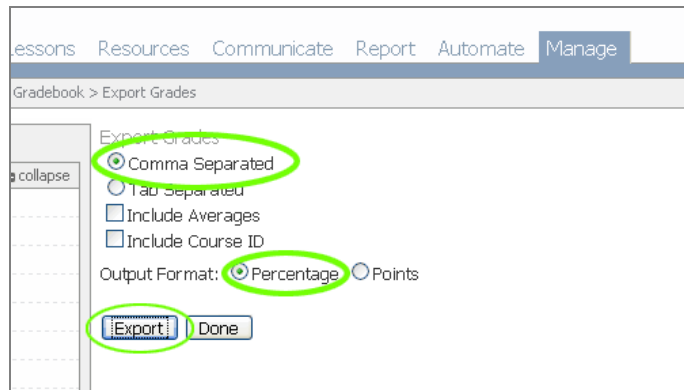 Lessons Resources Communicate Report Automate Manage
Gradebook > Export Grades
Export Grades
collapse
Comma Separated
Tab Separated
Include Averages
Include Course ID
Output Format: Percentage Points
Export Done